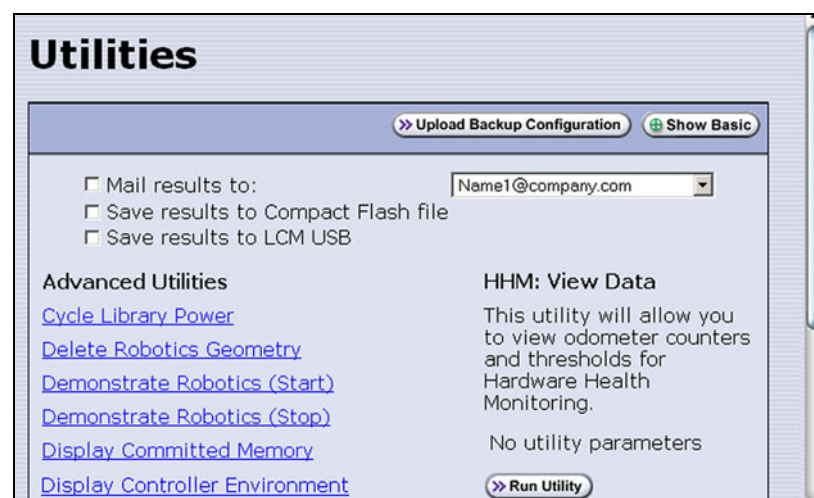 Utilities
Upload Backup Configuration
Show Basic
Mail results to:
Name1@company.com
Save results to Compact Flash file
Save results to LCM USB
Advanced Utilities
Cycle Library Power
Delete Robotics Geometry
Demonstrate Robotics (Start)
Demonstrate Robotics (Stop)
Display Committed Memory
Display Controller Environment
HHM: View Data
This utility will allow you
to view odometer counters
and thresholds for
Hardware Health
Monitoring.
No utility parameters
Run Utility